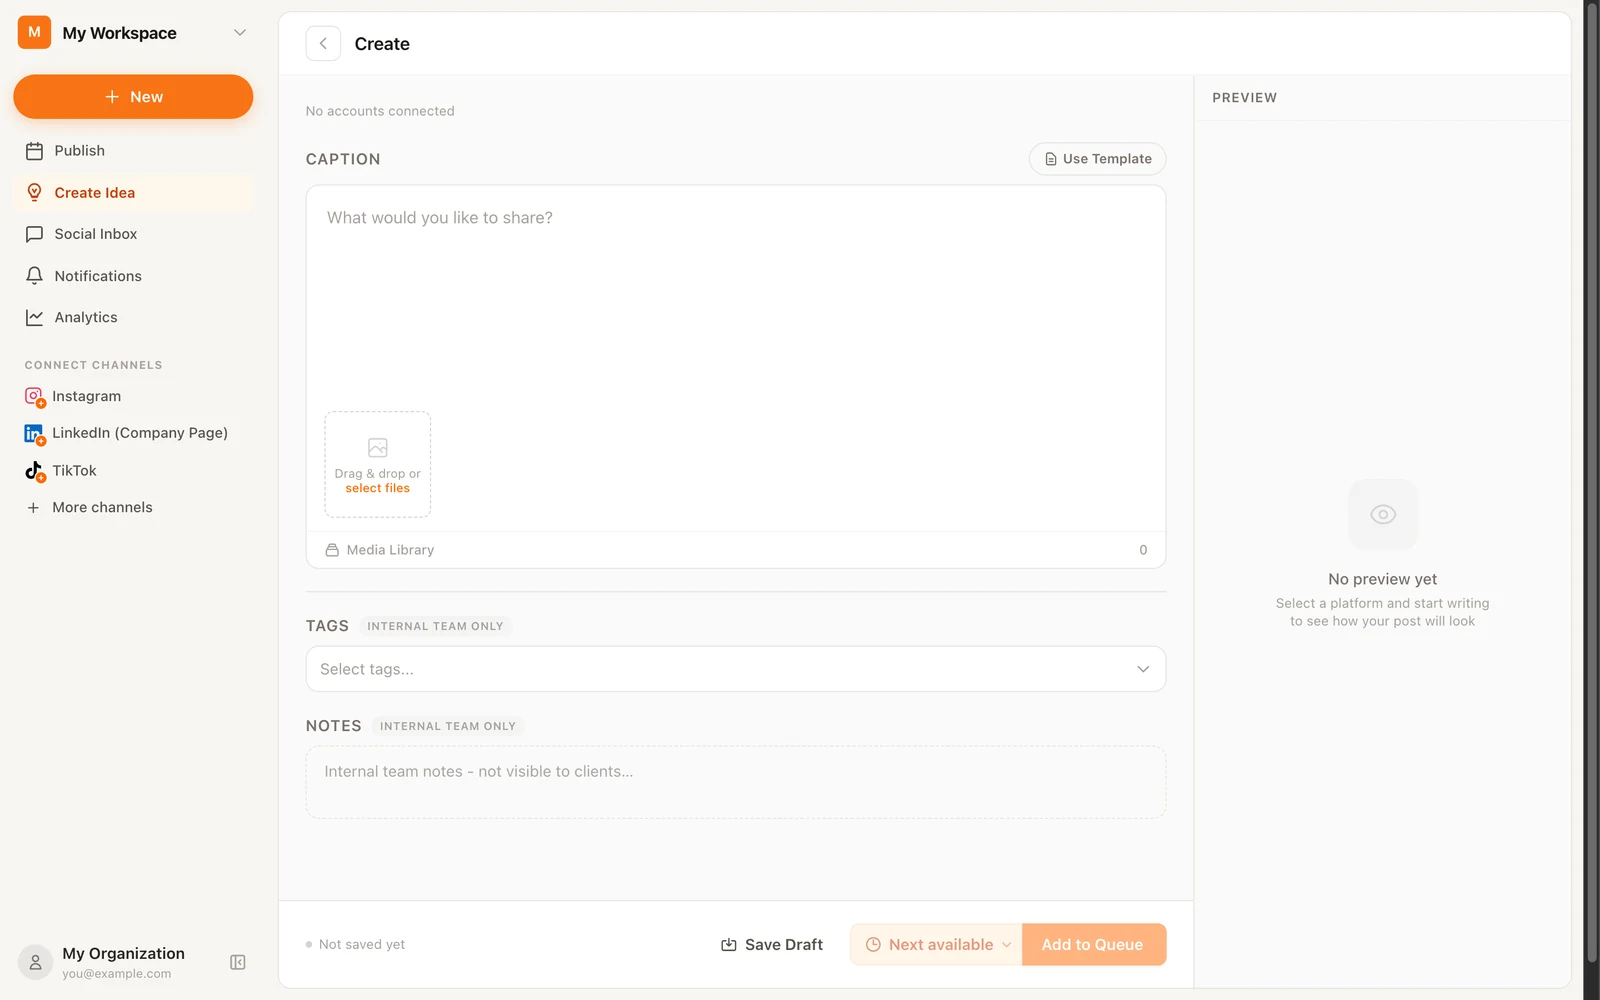 M
My Workspace
New
Publish
Create Idea
Social Inbox
Notifications
Analytics
CONNECT CHANNELS
Instagram
LinkedIn (Company Page)
TikTok
More channels
My Organization
you@example.com
Create
No accounts connected
CAPTION
Use Template
What would you like to share?
Drag & drop or
select files
Media Library
0
TAGS INTERNAL TEAM ONLY
Select tags...
NOTES INTERNAL TEAM ONLY
Internal team notes - not visible to clients...
Not saved yet
Save Draft
Next available
Add to Queue
PREVIEW
No preview yet
Select a platform and start writing
to see how your post will look